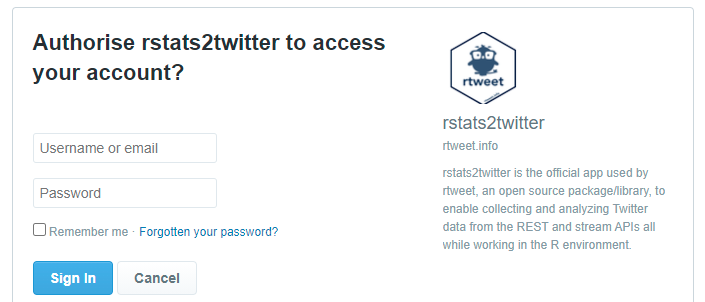 Authorise rstats2twitter to access
your account?
Username or email
Password
Remember me · Forgotten your password?
Sign In
Cancel
rtweet
rstats2twitter
rtweet.info
rstats2twitter is the official app used by
rtweet, an open source package/library, to
enable collecting and analyzing Twitter
data from the REST and stream APIs all
while working in the R environment.